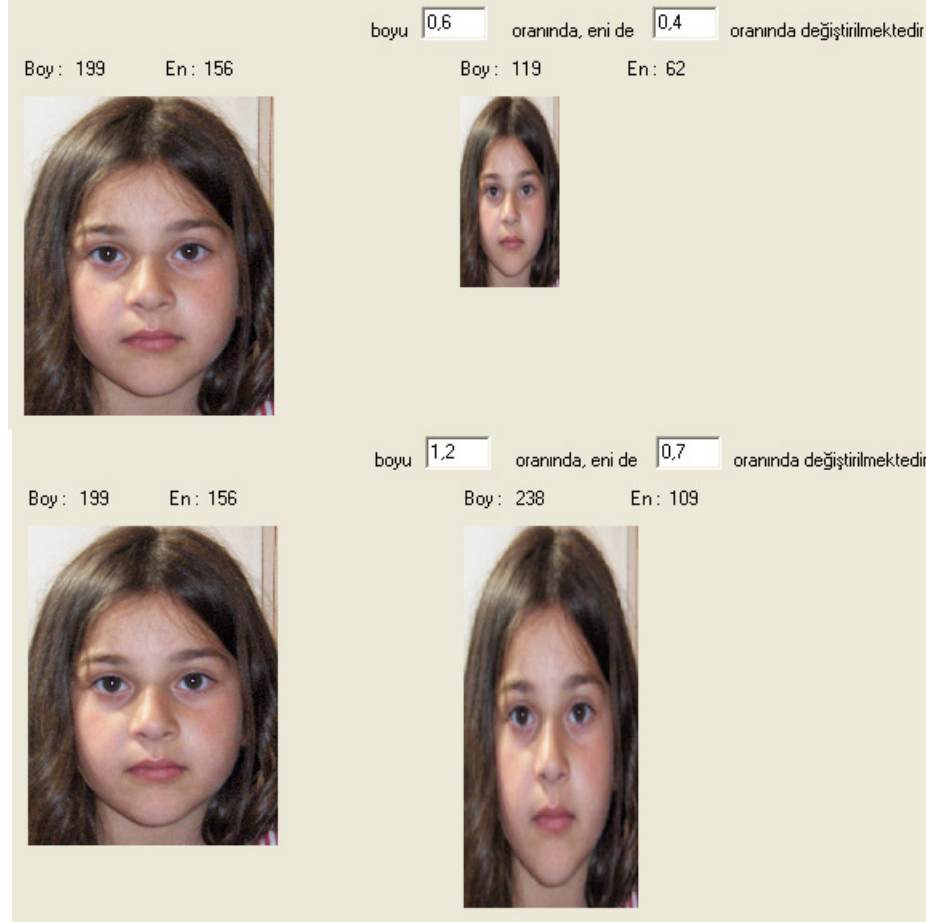 boyu 0,6 oranında, eni de 0,4 oranında değiştirilmektedir
Boy : 199 En : 156 Boy : 119 En : 62
boyu 1,2 oranında, eni de 0,7 oranında değiştirilmektedir
Boy : 199 En : 156 Boy : 238 En : 109